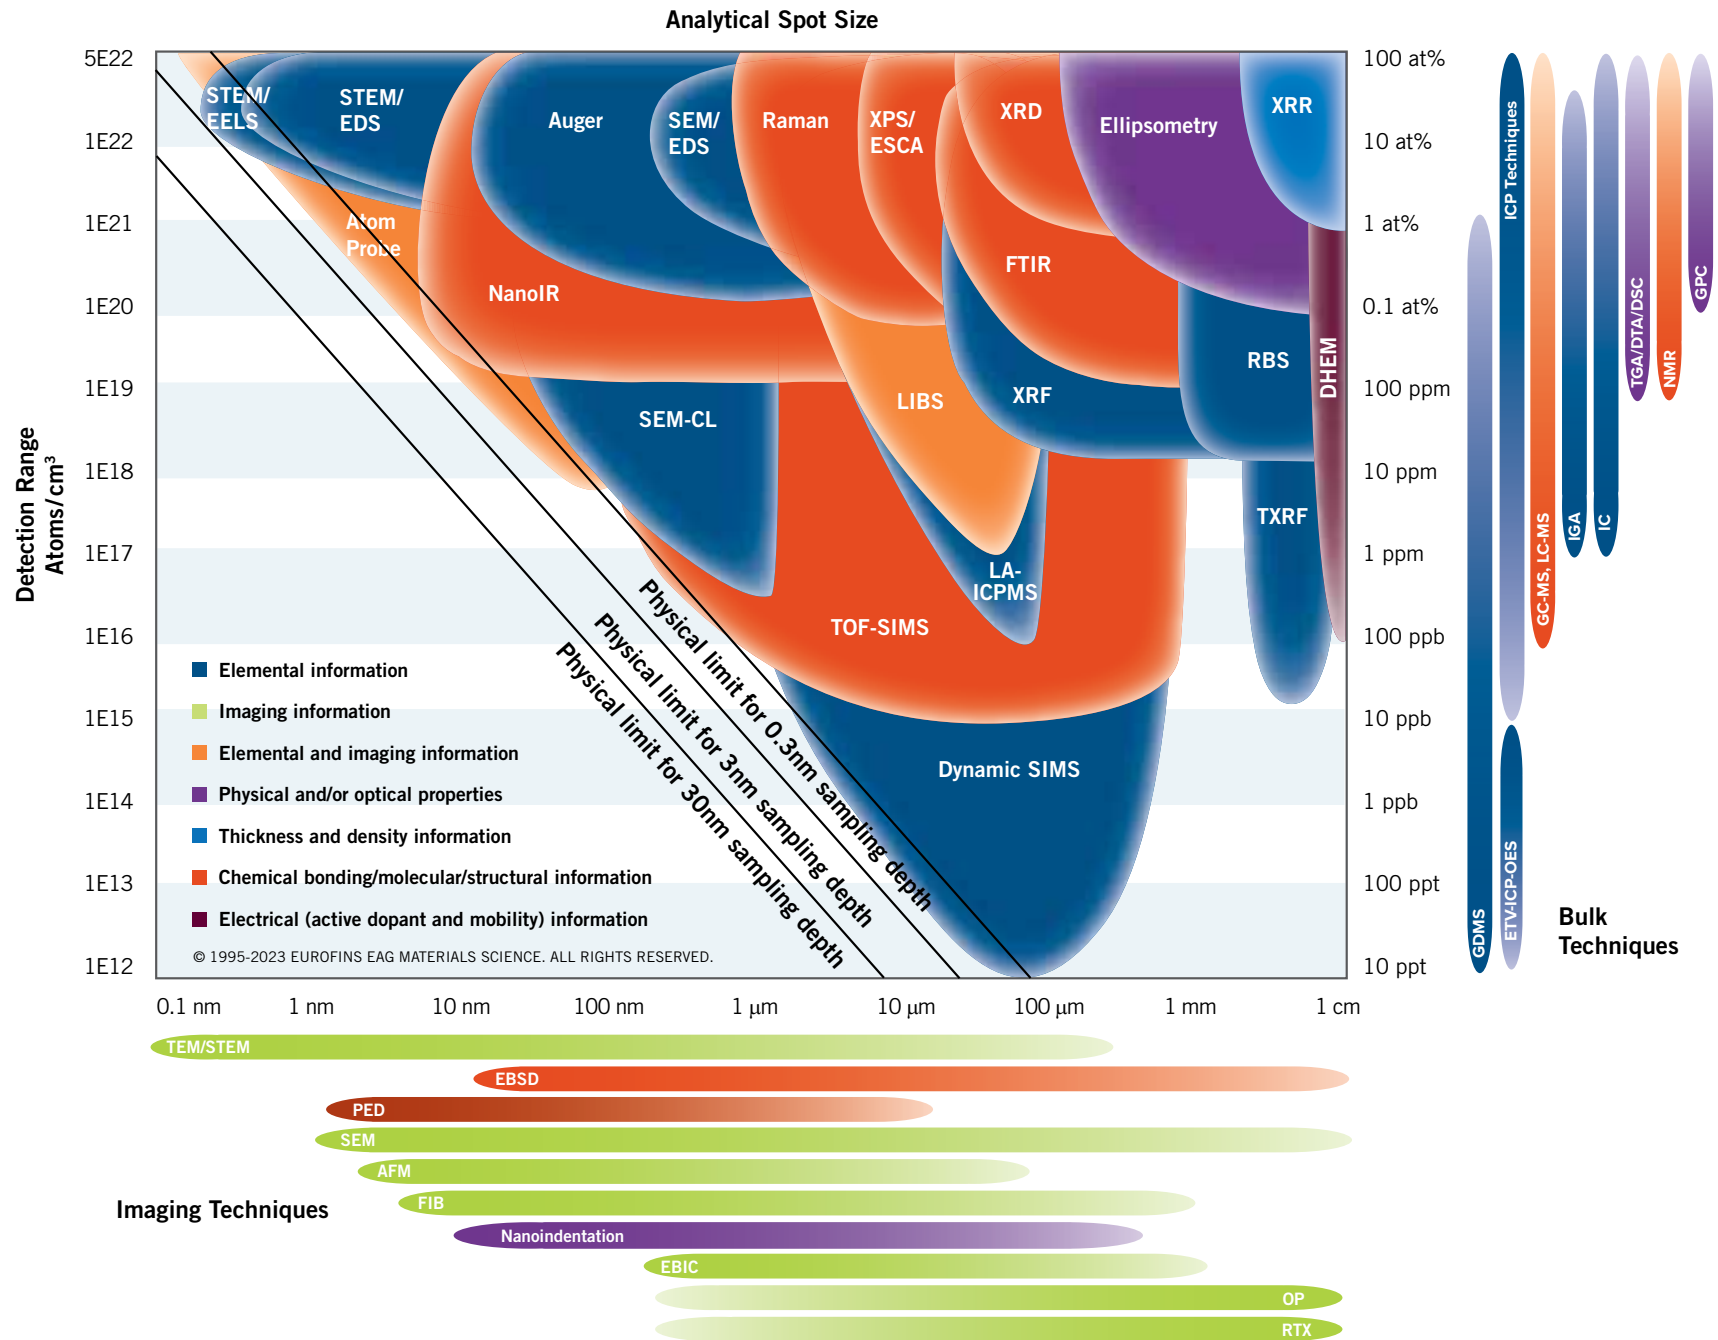 Analytical Spot Size
5E22
1E22
1E21
1E20
1E19
1E18
1E17
1E16
1E15
1E14
1E13
1E12
Detection Range
Atoms/cm³
100 at%
10 at%
1 at%
0.1 at%
100 ppm
10 ppm
1 ppm
100 ppb
10 ppb
1 ppb
100 ppt
10 ppt
STEM/
EELS
STEM/
EDS
Auger
SEM/
EDS
Raman
XPS/
ESCA
XRD
Ellipsometry
XRR
Atom
Probe
NanoIR
FTIR
SEM-CL
LIBS
XRF
RBS
DHEM
TXRF
LA-
ICPMS
TOF-SIMS
Dynamic SIMS
Physical limit for 0.3nm sampling depth
Physical limit for 3nm sampling depth
Physical limit for 30nm sampling depth
Elemental information
Imaging information
Elemental and imaging information
Physical and/or optical properties
Thickness and density information
Chemical bonding/molecular/structural information
Electrical (active dopant and mobility) information
© 1995-2023 EUROFINS EAG MATERIALS SCIENCE. ALL RIGHTS RESERVED.
0.1 nm
1 nm
10 nm
100 nm
1 µm
10 µm
100 µm
1 mm
1 cm
GDMS
ICP Techniques
ETV-ICP-OES
GC-MS, LC-MS
IGA
IC
TGA/DTA/DSC
NMR
GPC
Bulk
Techniques
TEM/STEM
EBSD
PED
SEM
AFM
FIB
Imaging Techniques
Nanoindentation
EBIC
OP
RTX